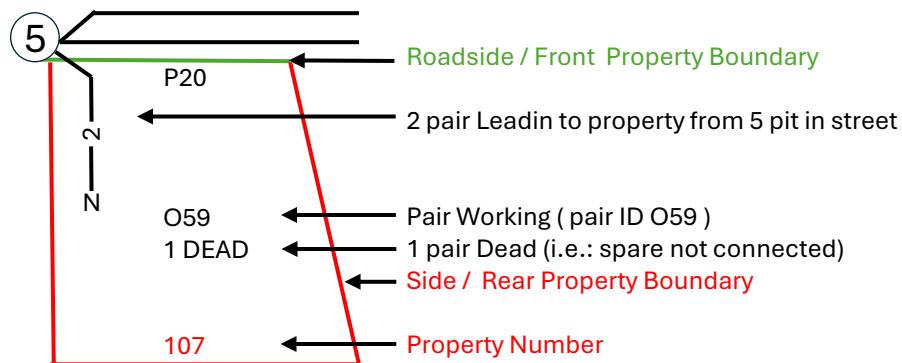 5
Roadside / Front  Property Boundary
P20
2 pair Leadin to property from 5 pit in street
2
N
O59
Pair Working ( pair ID O59 )
1 DEAD
1 pair Dead (i.e.: spare not connected)
Side /  Rear Property Boundary
107
Property Number